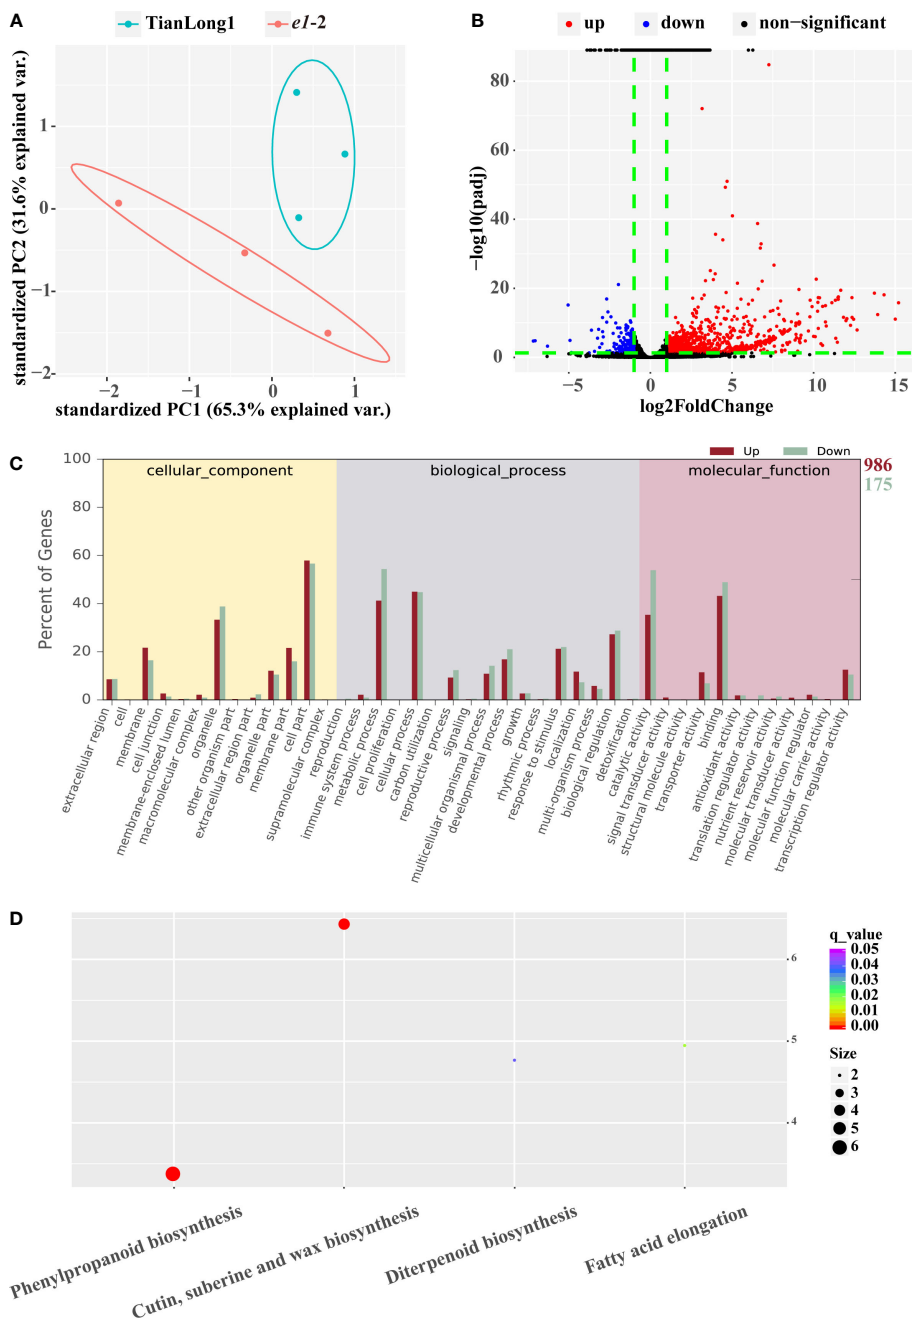 A
TianLong1
e1-2
1
0
−1
−2
standardized PC2 (31.6% explained var.)
−2
−1
0
1
standardized PC1 (65.3% explained var.)
B
up
down
non−significant
80
60
40
20
0
−log10(padj)
−5
0
5
10
15
log2FoldChange
C
Up
Down
986
175
cellular_component
biological_process
molecular_function
100
80
60
40
20
0
Percent of Genes
extracellular region
cell
membrane
cell junction
membrane-enclosed lumen
macromolecular complex
organelle
other organism part
extracellular region part
organelle part
membrane part
cell part
supramolecular complex
reproduction
immune system process
metabolic process
cell proliferation
cellular process
carbon utilization
reproductive process
signaling
multicellular organismal process
developmental process
growth
rhythmic process
response to stimulus
localization
multi-organism process
biological regulation
detoxification
catalytic activity
signal transducer activity
structural molecule activity
transporter activity
binding
antioxidant activity
translation regulator activity
nutrient reservoir activity
molecular transducer activity
molecular function regulator
molecular carrier activity
transcription regulator activity
D
6
5
4
Phenylpropanoid biosynthesis
Cutin, suberine and wax biosynthesis
Diterpenoid biosynthesis
Fatty acid elongation
q_value
0.05
0.04
0.03
0.02
0.01
0.00
Size
2
3
4
5
6